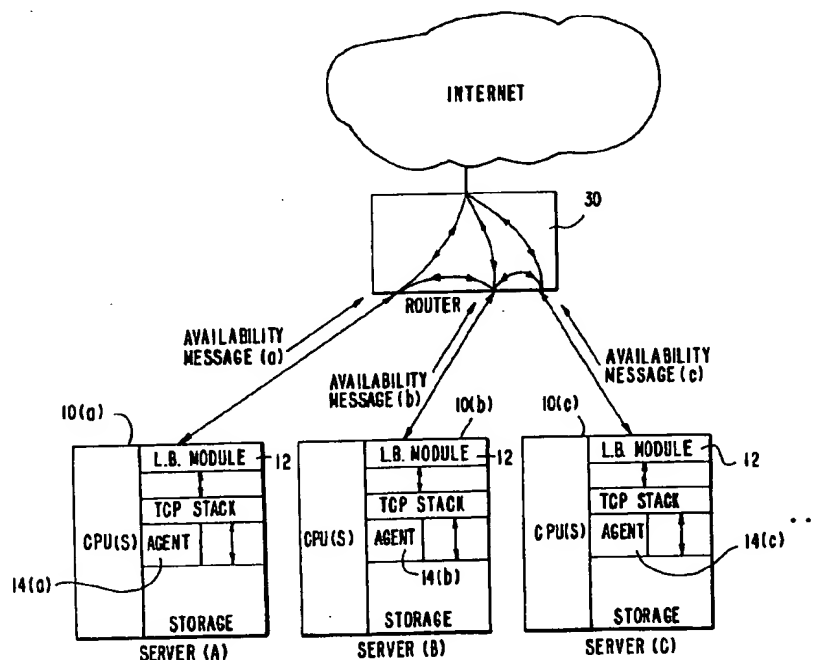 INTERNET
30
ROUTER
AVAILABILITY
MESSAGE (a)
AVAILABILITY
MESSAGE (b)
AVAILABILITY
MESSAGE (c)
10(a)
10(b)
10(c)
L.B. MODULE
12
TCP STACK
CPU(S)
AGENT
14(a)
STORAGE
SERVER (A)
L.B. MODULE
12
TCP STACK
CPU(S)
AGENT
14(b)
STORAGE
SERVER (B)
L.B. MODULE
12
TCP STACK
CPU(S)
AGENT
14(c)
STORAGE
SERVER (C)